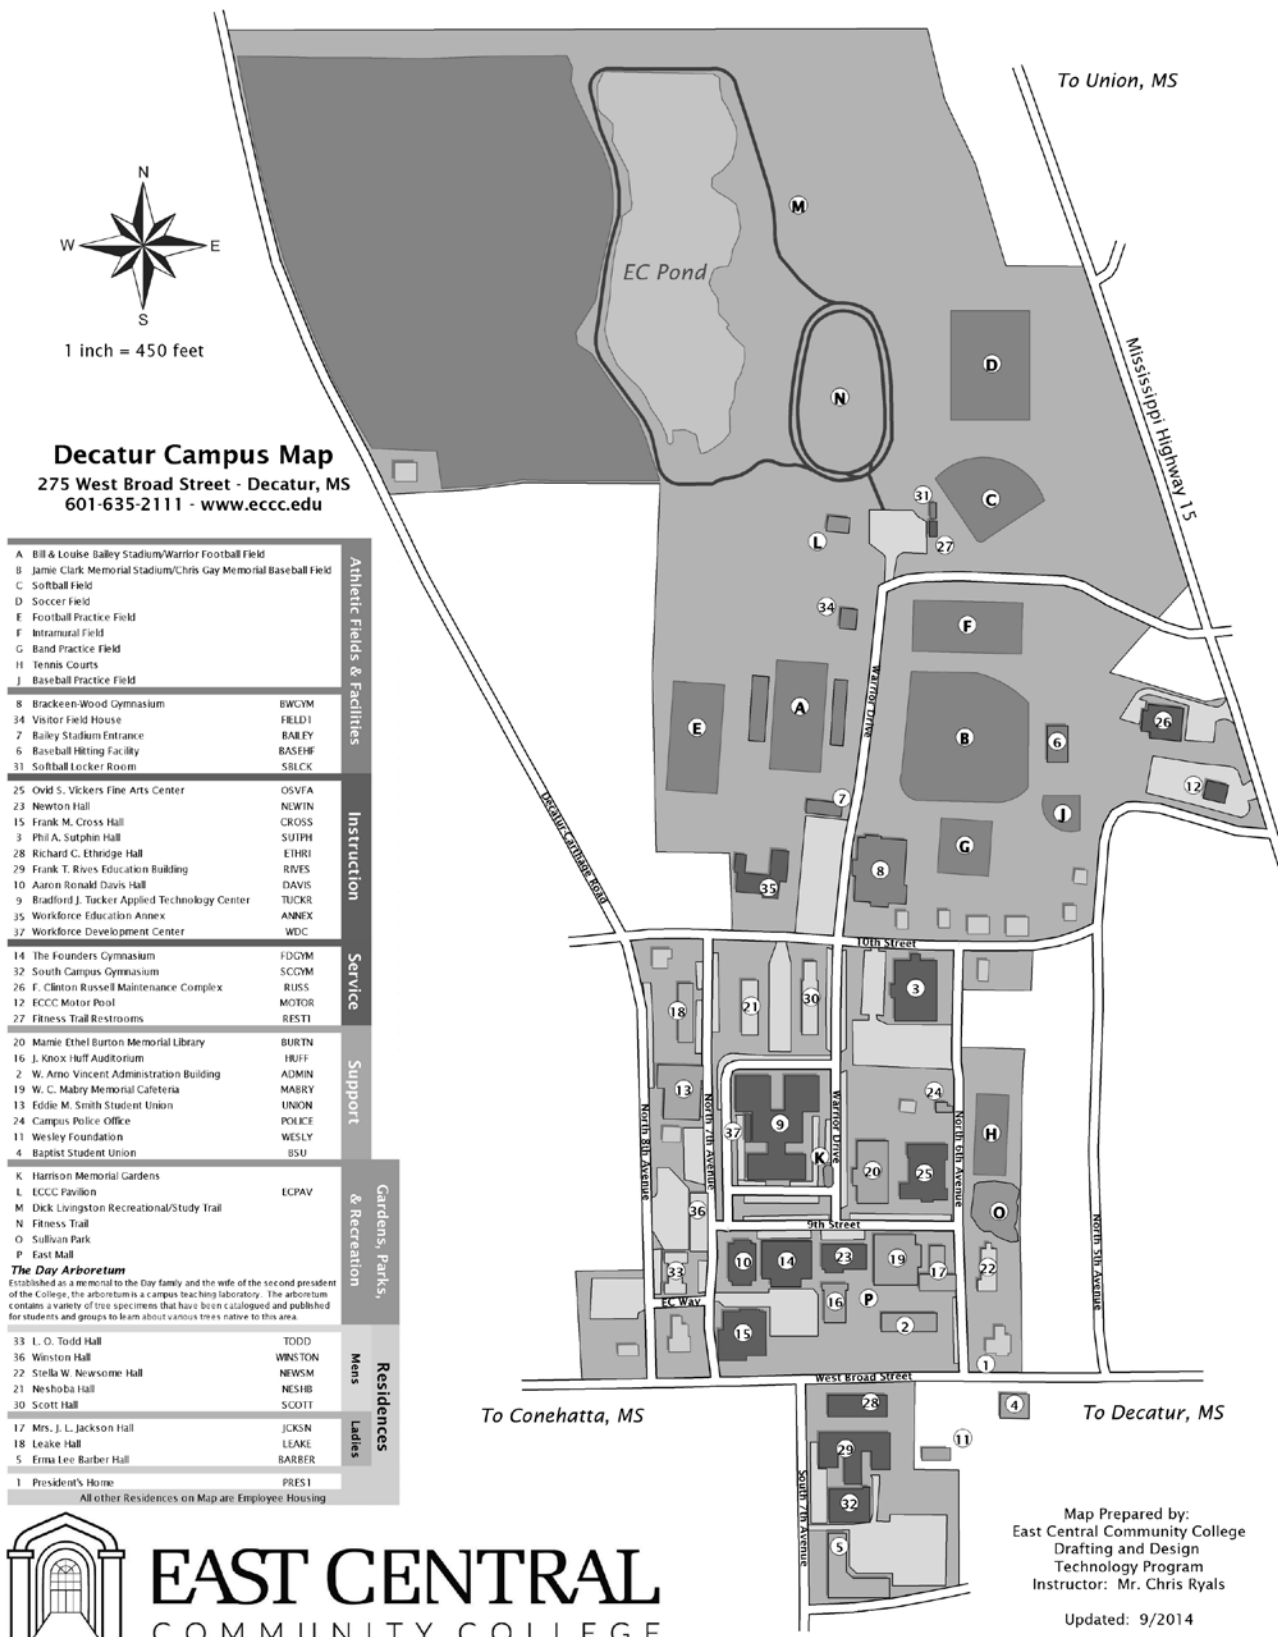 To Union, MS
N
W
E
S
1 inch = 450 feet
EC Pond
M
N
D
C
31
27
L
34
F
Mississippi Highway 15
Decatur Campus Map
275 West Broad Street - Decatur, MS
601-635-2111 - www.eccc.edu
A Bill & Louise Bailey Stadium/Warrior Football Field
B Jamie Clark Memorial Stadium/Chris Gay Memorial Baseball Field
C Softball Field
D Soccer Field
E Football Practice Field
F Intramural Field
G Band Practice Field
H Tennis Courts
J Baseball Practice Field
8 Brackeen-Wood Gymnasium BWGYM
34 Visitor Field House FIELD1
7 Bailey Stadium Entrance BAILEY
6 Baseball Hitting Facility BASEHF
31 Softball Locker Room SBLCK
Athletic Fields & Facilities
25 Ovid S. Vickers Fine Arts Center OSVFA
23 Newton Hall NEWTN
15 Frank M. Cross Hall CROSS
3 Phil A. Sutphin Hall SUTPH
28 Richard C. Ethridge Hall ETHRI
29 Frank T. Rives Education Building RIVES
10 Aaron Ronald Davis Hall DAVIS
9 Bradford J. Tucker Applied Technology Center TUCKR
35 Workforce Education Annex ANNEX
37 Workforce Development Center WDC
Instruction
14 The Founders Gymnasium FDGYM
32 South Campus Gymnasium SCGYM
26 F. Clinton Russell Maintenance Complex RUSS
12 ECCC Motor Pool MOTOR
27 Fitness Trail Restrooms REST1
Service
20 Mamie Ethel Burton Memorial Library BURTN
16 J. Knox Huff Auditorium HUFF
2 W. Arno Vincent Administration Building ADMIN
19 W. C. Mabry Memorial Cafeteria MABRY
13 Eddie M. Smith Student Union UNION
24 Campus Police Office POLICE
11 Wesley Foundation WESLY
4 Baptist Student Union BSU
Support
K Harrison Memorial Gardens
L ECCC Pavilion ECPAV
M Dick Livingston Recreational/Study Trail
N Fitness Trail
O Sullivan Park
P East Mall
The Day Arboretum
Established as a memorial to the Day family and the wife of the second president
of the College, the arboretum is a campus teaching laboratory. The arboretum
contains a variety of tree specimens that have been catalogued and published
for students and groups to learn about various trees native to this area.
Gardens, Parks,
& Recreation
33 L. O. Todd Hall TODD
36 Winston Hall WINSTON
22 Stella W. Newsome Hall NEWSM
21 Neshoba Hall NESHB
30 Scott Hall SCOTT
Mens
17 Mrs. J. L. Jackson Hall JCKSN
18 Leake Hall LEAKE
5 Erma Lee Barber Hall BARBER
Ladies
Residences
1 President's Home PRES1
All other Residences on Map are Employee Housing
E
A
Warrior Drive
B
6
26
12
7
J
G
8
35
Decatur-Carthage Road
10th Street
18
21
30
3
13
37
9
K
24
H
20
25
O
North 8th Avenue
North 7th Avenue
Warrior Drive
North 6th Avenue
North 5th Avenue
36
9th Street
33
10
14
23
19
17
22
EC Way
16
P
15
2
1
West Broad Street
To Conehatta, MS
28
4
To Decatur, MS
29
11
32
5
South 7th Avenue
Map Prepared by:
East Central Community College
Drafting and Design
Technology Program
Instructor: Mr. Chris Ryals
Updated: 9/2014
EAST CENTRAL
COMMUNITY COLLEGE